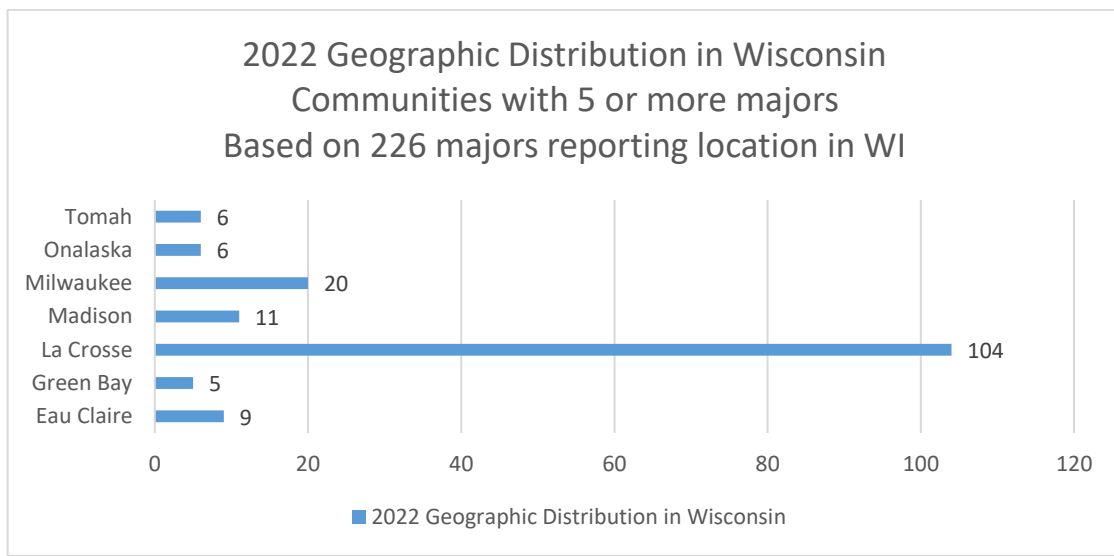 2022 Geographic Distribution in Wisconsin
Communities with 5 or more majors
Based on 226 majors reporting location in WI
Tomah 6
Onalaska 6
Milwaukee 20
Madison 11
La Crosse 104
Green Bay 5
Eau Claire 9
0 20 40 60 80 100 120
2022 Geographic Distribution in Wisconsin